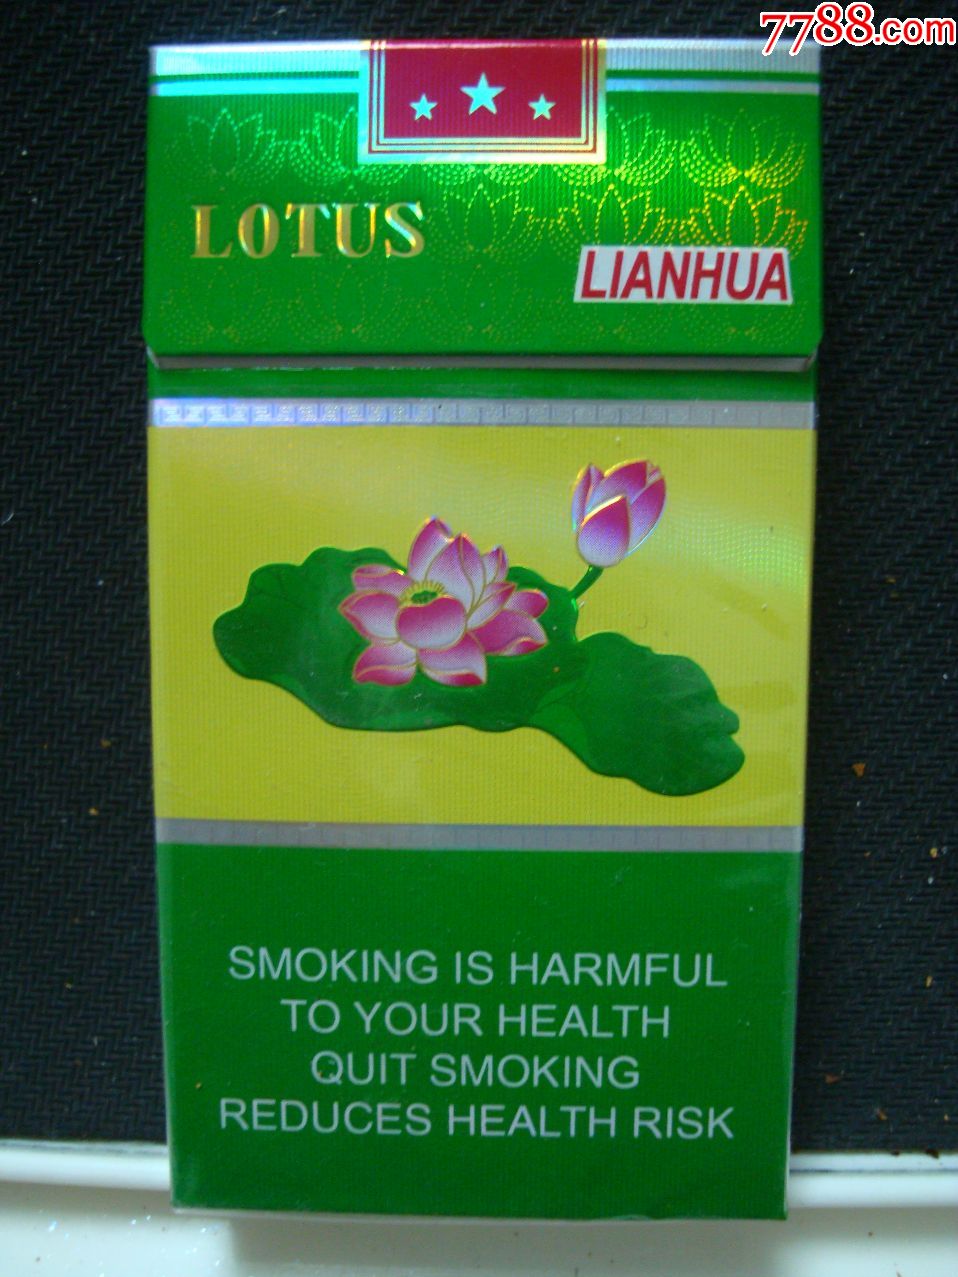 7788.com
LOTUS
LIANHUA
SMOKING IS HARMFUL
TO YOUR HEALTH
QUIT SMOKING
REDUCES HEALTH RISK